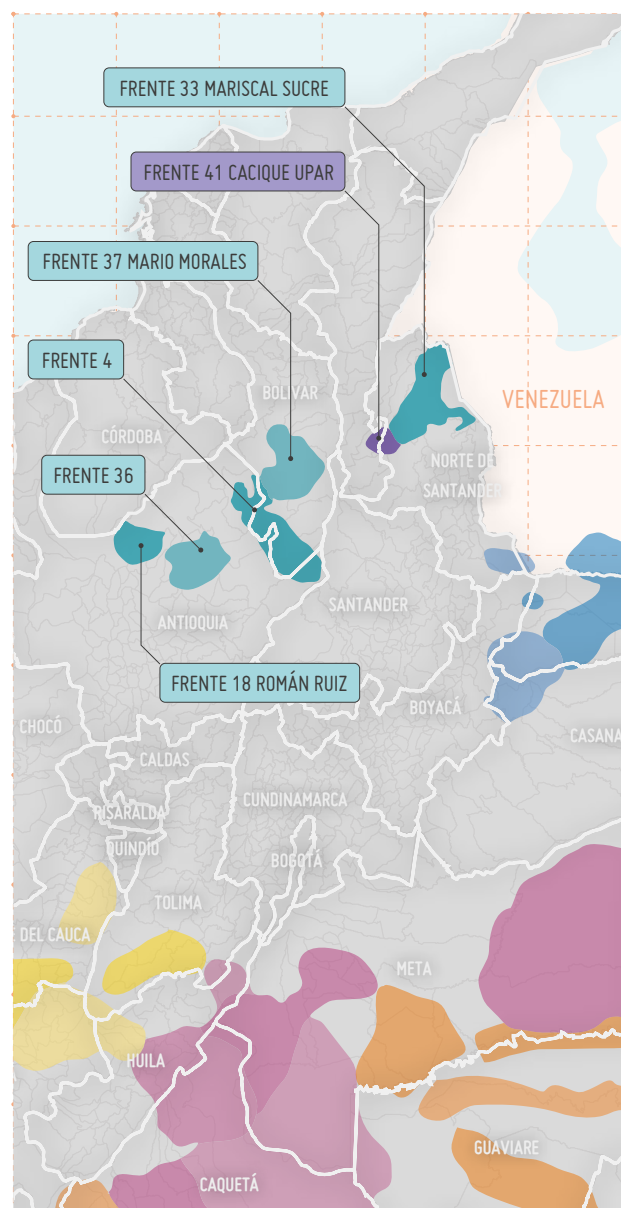 FRENTE 33 MARISCAL SUCRE
FRENTE 41 CACIQUE UPAR
FRENTE 37 MARIO MORALES
FRENTE 4
BOLÍVAR
VENEZUELA
CÓRDOBA
FRENTE 36
NORTE DE
SANTANDER
SANTANDER
ANTIOQUIA
FRENTE 18 ROMÁN RUIZ
BOYACÁ
CHOCÓ
CASANA
CALDAS
CUNDINAMARCA
RISARALDA
QUINDÍO
BOGOTÁ
TOLIMA
E DEL CAUCA
META
HUILA
GUAVIARE
CAQUETÁ